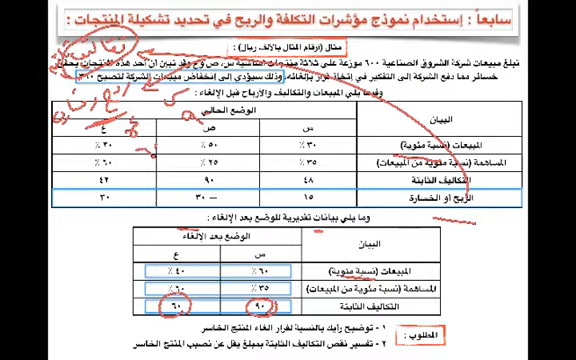 سابعاً : إستخدام نموذج مؤشرات التكلفة والربح في تحديد تشكيلة المنتجات :
مثال (ارقام المثال بالألف ريال) :
تبلغ مبيعات شركة الشروق الصناعية ٦٠٠ موزعة على ثلاثة منتجات اساسية س، ص، ع وقد تبين أن أحد هذه المنتجات يحقق
خسائر مما دفع الشركة إلى التفكير في إتخاذ قرار بإلغائه، وذلك سيؤدي إلى إنخفاض مبيعات الشركة لتصبح ٣٠٠
وفيما يلي المبيعات والتكاليف والأرباح قبل الإلغاء :
البيان الوضع الحالي
س ص ع
المبيعات (نسبة مئوية) ٣٠ ٪ ٥٠ ٪ ٢٠ ٪
المساهمة (نسبة مئوية من المبيعات) ٣٥ ٪ ٢٥ ٪ ٦٠ ٪
التكاليف الثابتة ٤٨ ٩٠ ٤٢
الربح أو الخسارة ١٥ — ٣٠ ٣٠
وما يلي بيانات تقديرية للوضع بعد الإلغاء :
البيان الوضع بعد الإلغاء
س ع
المبيعات (نسبة مئوية) ٦٠ ٪ ٤٠ ٪
المساهمة (نسبة مئوية من المبيعات) ٣٥ ٪ ٦٠ ٪
التكاليف الثابتة ٩٠ ٦٠
المطلوب :
١ - توضيح رأيك بالنسبة لقرار الغاء المنتج الخاسر
٢ - تفسير نقص التكاليف الثابتة بمبلغ يقل عن نصيب المنتج الخاسر